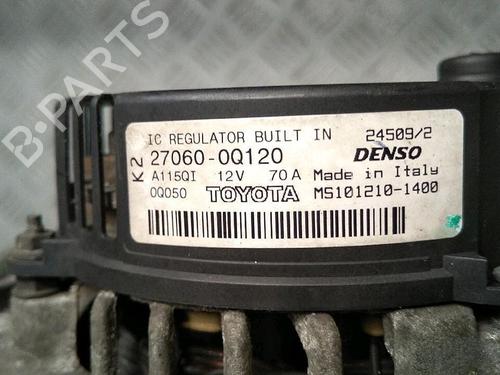 B-PARTS
IC REGULATOR BUILT IN 24509/2
K2
27060-0Q120 DENSO
A115QI 12V 70A Made in Italy
0Q050 TOYOTA MS101210-1400